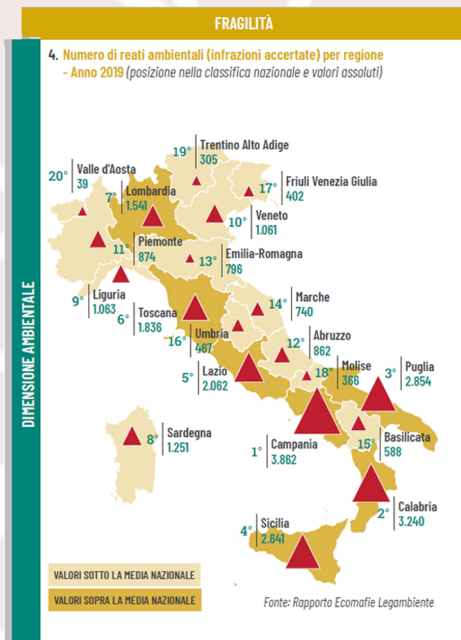 FRAGILITÀ
DIMENSIONE AMBIENTALE
4. Numero di reati ambientali (infrazioni accertate) per regione
- Anno 2019 (posizione nella classifica nazionale e valori assoluti)
19° Trentino Alto Adige
305
20° Valle d'Aosta
39
7° Lombardia
1.541
17° Friuli Venezia Giulia
402
10° Veneto
1.061
11° Piemonte
874
13° Emilia-Romagna
796
9° Liguria
1.063
6° Toscana
1.836
14° Marche
740
16° Umbria
467
12° Abruzzo
862
5° Lazio
2.062
18° Molise
366
3° Puglia
2.854
8° Sardegna
1.251
1° Campania
3.862
15° Basilicata
588
2° Calabria
3.240
4° Sicilia
2.641
VALORI SOTTO LA MEDIA NAZIONALE
VALORI SOPRA LA MEDIA NAZIONALE
Fonte: Rapporto Ecomafie Legambiente